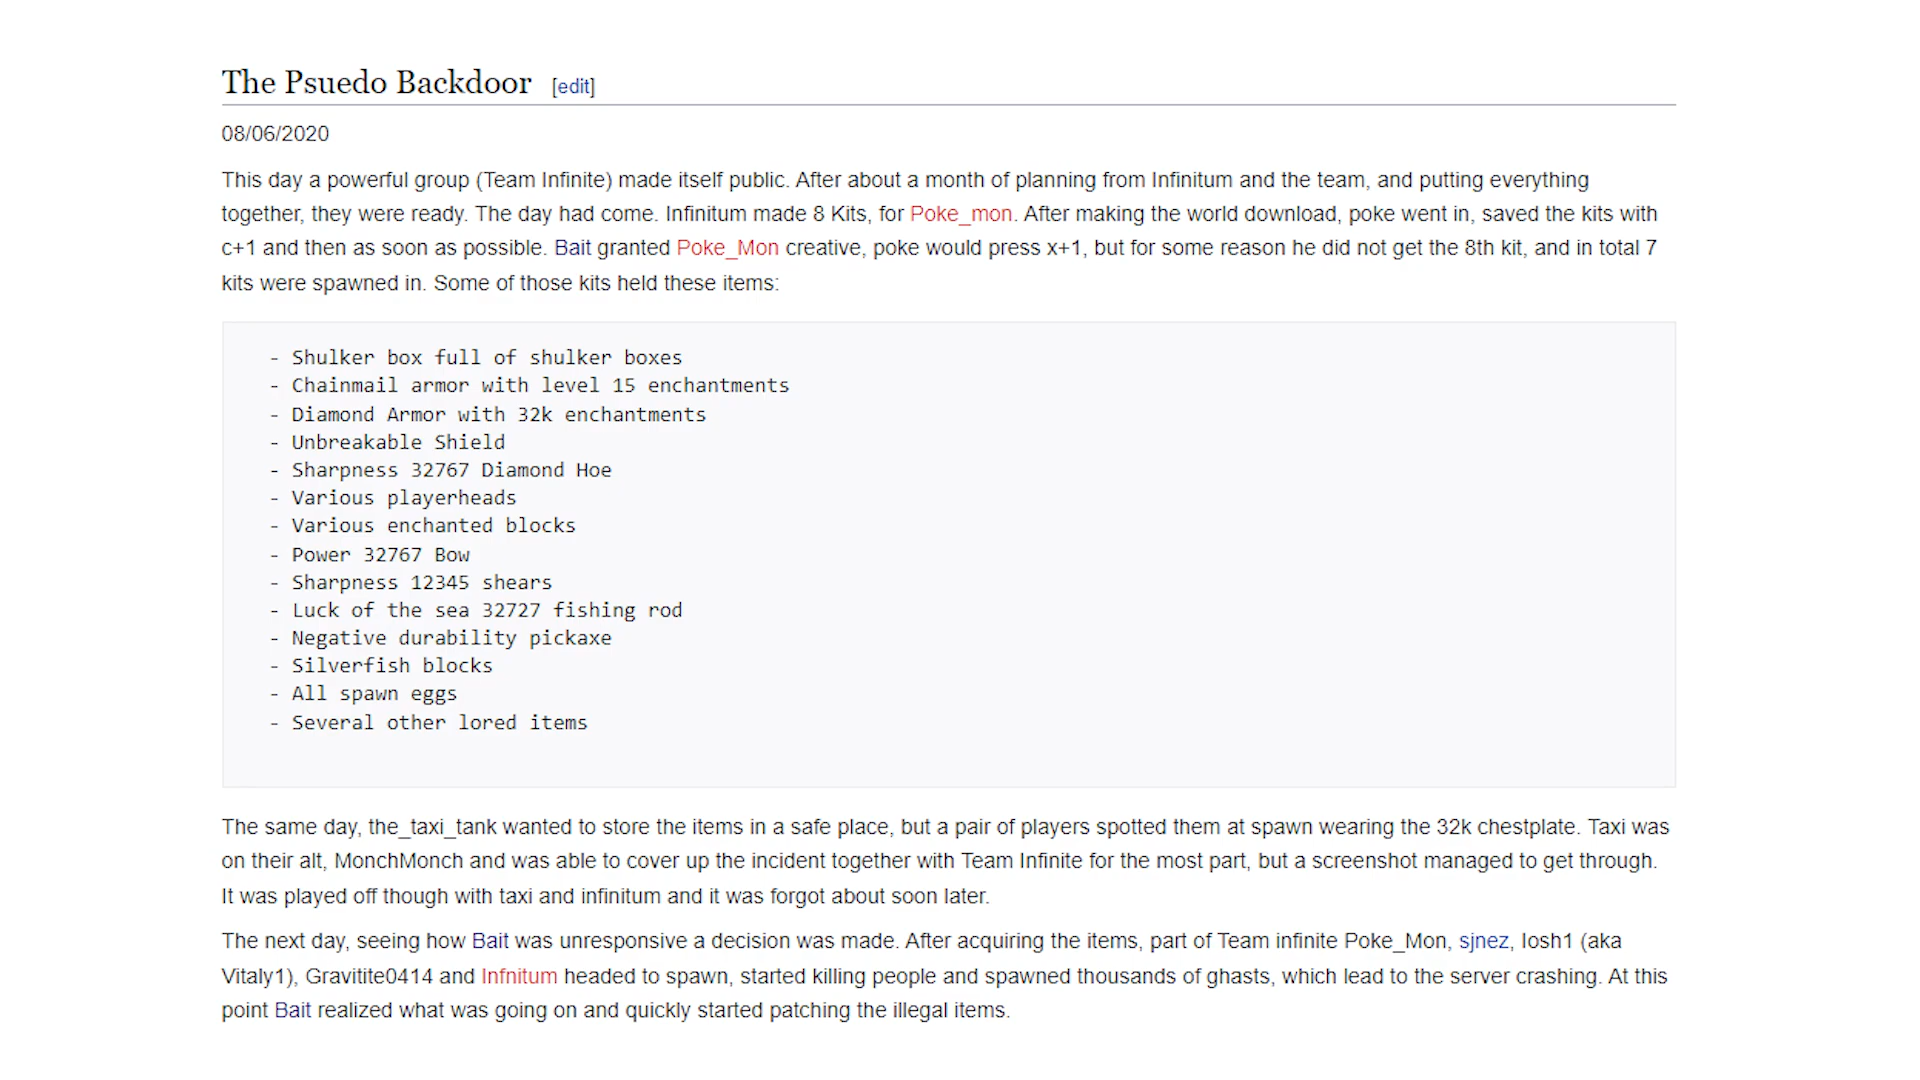 The Psuedo Backdoor [edit]
08/06/2020
This day a powerful group (Team Infinite) made itself public. After about a month of planning from Infinitum and the team, and putting everything
together, they were ready. The day had come. Infinitum made 8 Kits, for Poke_mon. After making the world download, poke went in, saved the kits with
c+1 and then as soon as possible. Bait granted Poke_Mon creative, poke would press x+1, but for some reason he did not get the 8th kit, and in total 7
kits were spawned in. Some of those kits held these items:
- Shulker box full of shulker boxes
- Chainmail armor with level 15 enchantments
- Diamond Armor with 32k enchantments
- Unbreakable Shield
- Sharpness 32767 Diamond Hoe
- Various playerheads
- Various enchanted blocks
- Power 32767 Bow
- Sharpness 12345 shears
- Luck of the sea 32727 fishing rod
- Negative durability pickaxe
- Silverfish blocks
- All spawn eggs
- Several other lored items
The same day, the_taxi_tank wanted to store the items in a safe place, but a pair of players spotted them at spawn wearing the 32k chestplate. Taxi was
on their alt, MonchMonch and was able to cover up the incident together with Team Infinite for the most part, but a screenshot managed to get through.
It was played off though with taxi and infinitum and it was forgot about soon later.
The next day, seeing how Bait was unresponsive a decision was made. After acquiring the items, part of Team infinite Poke_Mon, sjnez, Iosh1 (aka
Vitaly1), Gravitite0414 and Infnitum headed to spawn, started killing people and spawned thousands of ghasts, which lead to the server crashing. At this
point Bait realized what was going on and quickly started patching the illegal items.